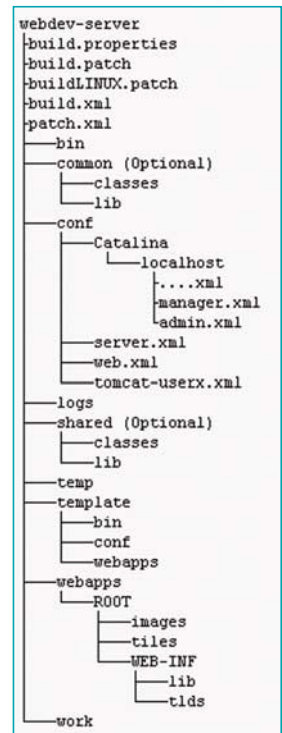 webdev-server
build.properties
build.patch
buildLINUX.patch
build.xml
patch.xml
bin
common (Optional)
classes
lib
conf
Catalina
localhost
....xml
manager.xml
admin.xml
server.xml
web.xml
tomcat-userx.xml
logs
shared (Optional)
classes
lib
temp
template
bin
conf
webapps
webapps
ROOT
images
tiles
WEB-INF
lib
tlds
work